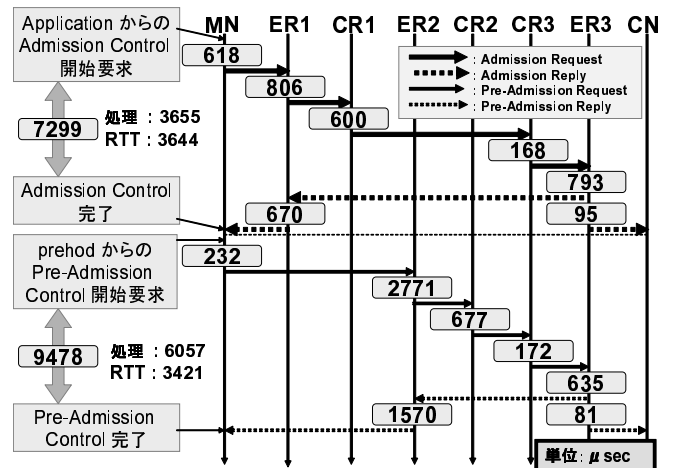 Application からの
Admission Control
開始要求
MN ER1 CR1 ER2 CR2 CR3 ER3 CN
: Admission Request
: Admission Reply
: Pre-Admission Request
: Pre-Admission Reply
618
806
600
168
793
7299
処理 : 3655
RTT : 3644
Admission Control
完了
670
95
prehod からの
Pre-Admission
Control 開始要求
232
2771
677
172
635
9478
処理 : 6057
RTT : 3421
Pre-Admission
Control 完了
1570
81
単位: μ sec